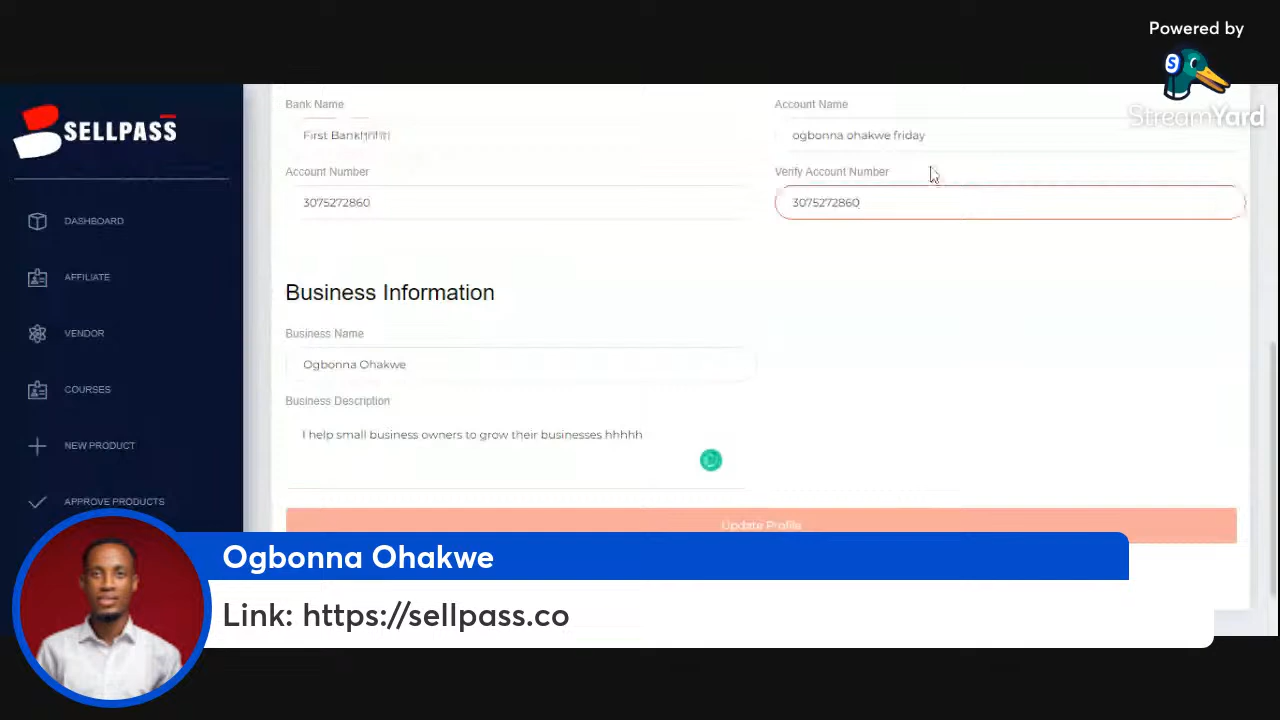 Powered by
StreamYard
SELLPASS
DASHBOARD
AFFILIATE
VENDOR
COURSES
NEW PRODUCT
APPROVE PRODUCTS
Bank Name
Account Name
First Bank
ogbonna ohakwe friday
Account Number
Verify Account Number
3075272860
3075272860
Business Information
Business Name
Ogbonna Ohakwe
Business Description
I help small business owners to grow their businesses hhhhh
Update Profile
Ogbonna Ohakwe
Link: https://sellpass.co